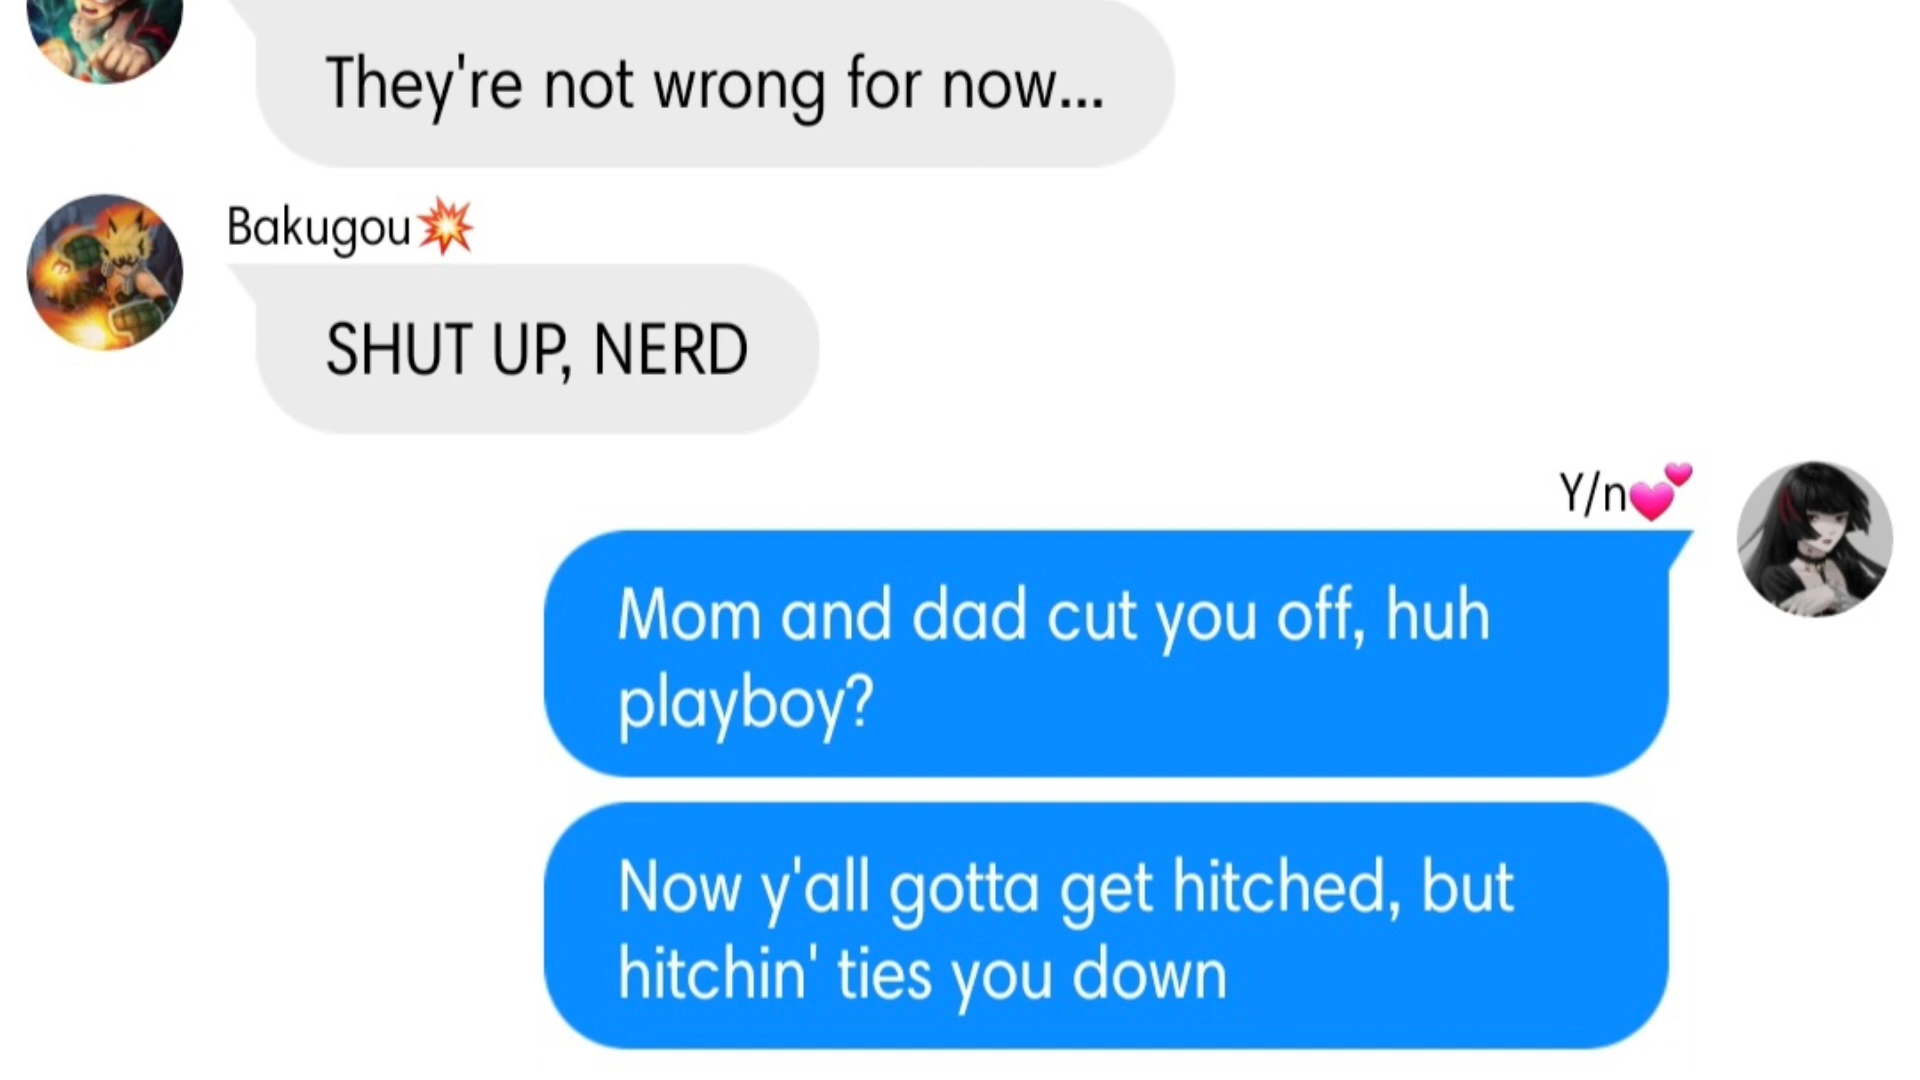 They're not wrong for now...
Bakugou💥
SHUT UP, NERD
Y/n💕
Mom and dad cut you off, huh
playboy?
Now y'all gotta get hitched, but
hitchin' ties you down